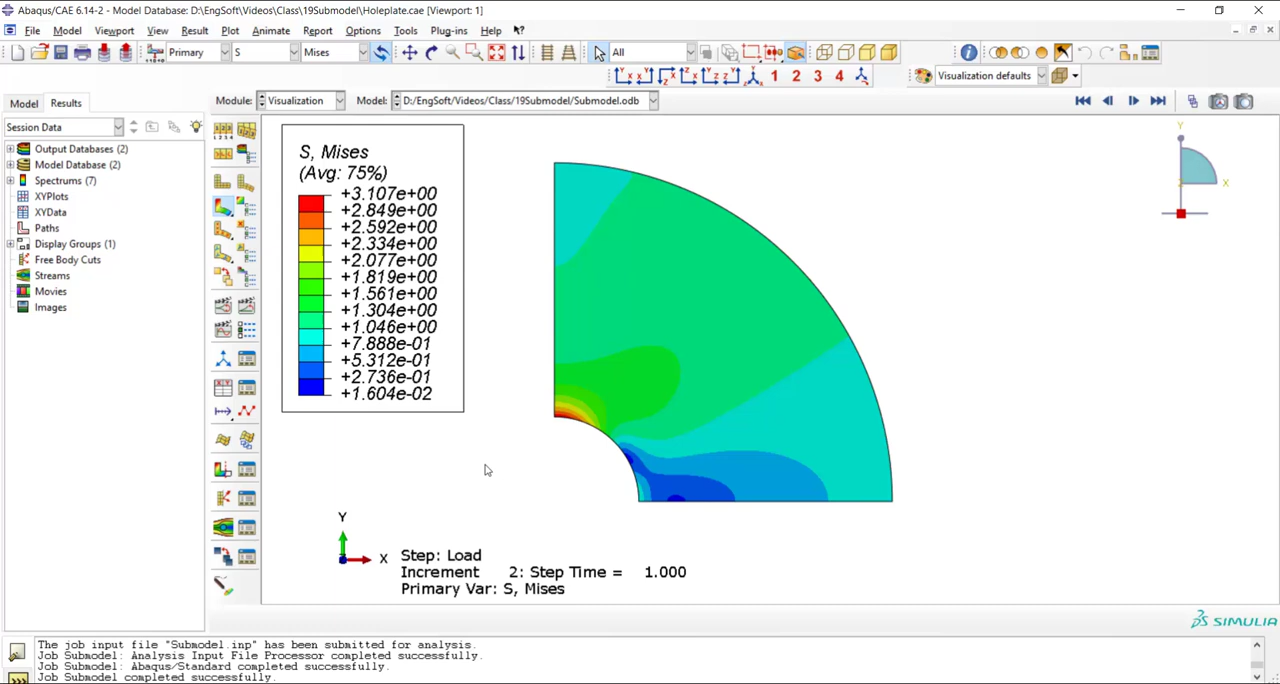 Abaqus/CAE 6.14-2 - Model Database: D:\EngSoft\Videos\Class\19Submodel\Holeplate.cae [Viewport: 1]
File Model Viewport View Result Plot Animate Report Options Tools Plug-ins Help
Primary S Mises All
1 2 3 4 Visualization defaults
Model Results Module: Visualization Model: D:/EngSoft/Videos/Class/19Submodel/Submodel.odb
Session Data
Output Databases (2)
Model Database (2)
Spectrums (7)
XYPlots
XYData
Paths
Display Groups (1)
Free Body Cuts
Streams
Movies
Images
S, Mises
(Avg: 75%)
+3.107e+00
+2.849e+00
+2.592e+00
+2.334e+00
+2.077e+00
+1.819e+00
+1.561e+00
+1.304e+00
+1.046e+00
+7.888e-01
+5.312e-01
+2.736e-01
+1.604e-02
Y
X
Z
Y
X
Step: Load
Increment 2: Step Time = 1.000
Primary Var: S, Mises
SIMULIA
The job input file "Submodel.inp" has been submitted for analysis.
Job Submodel: Analysis Input File Processor completed successfully.
Job Submodel: Abaqus/Standard completed successfully.
Job Submodel completed successfully.